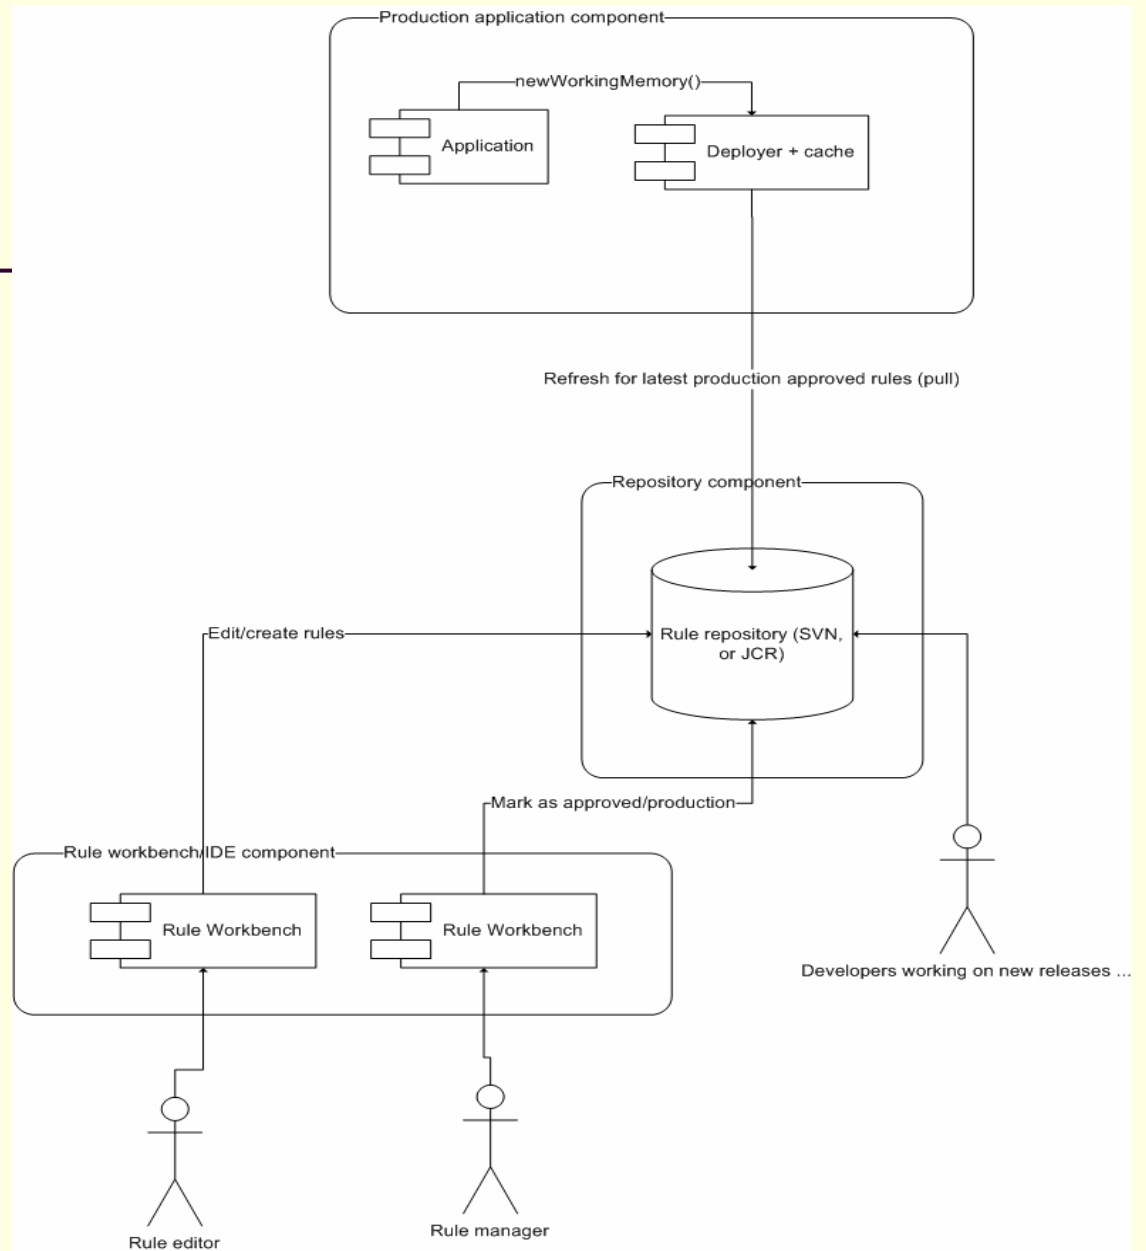 Production application component
newWorkingMemory()
Application
Deployer + cache
Refresh for latest production approved rules (pull)
Repository component
Edit/create rules
Rule repository (SVN,
or JCR)
Mark as approved/production
Rule workbench/IDE component
Rule Workbench
Rule Workbench
Developers working on new releases ...
Rule manager
Rule editor